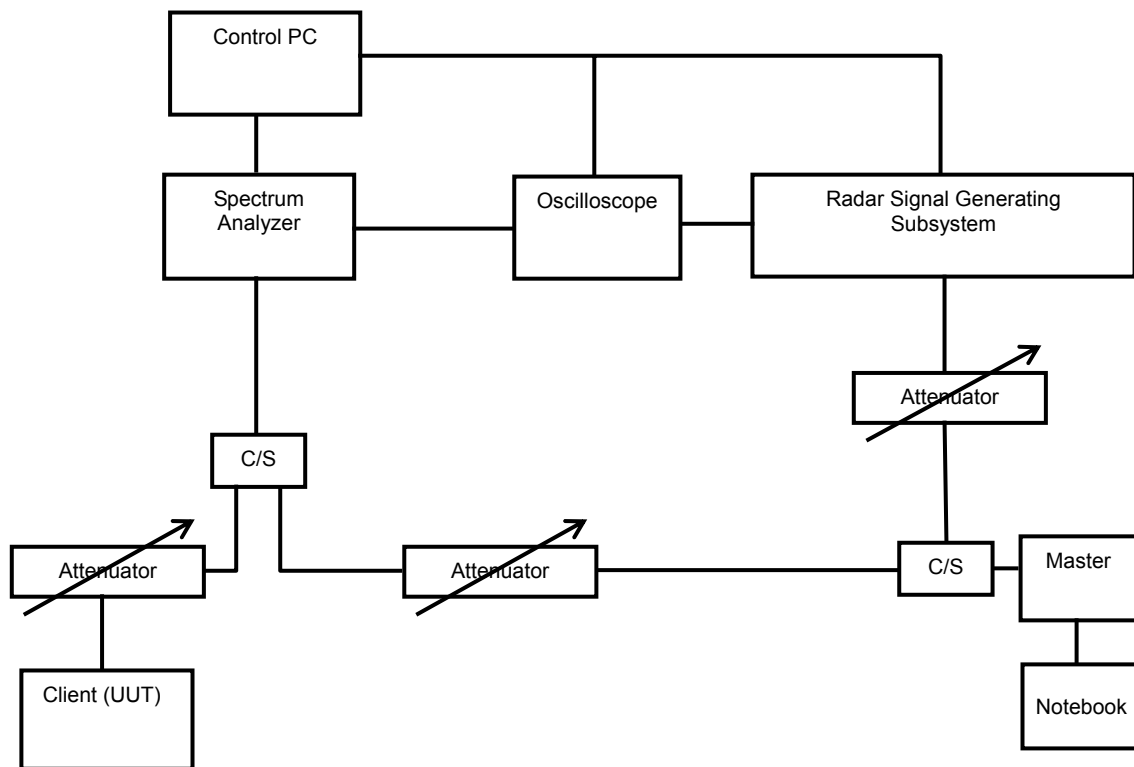 Control PC
Spectrum
Analyzer
Oscilloscope
Radar Signal Generating
Subsystem
Attenuator
C/S
Attenuator
Attenuator
C/S
Master
Client (UUT)
Notebook